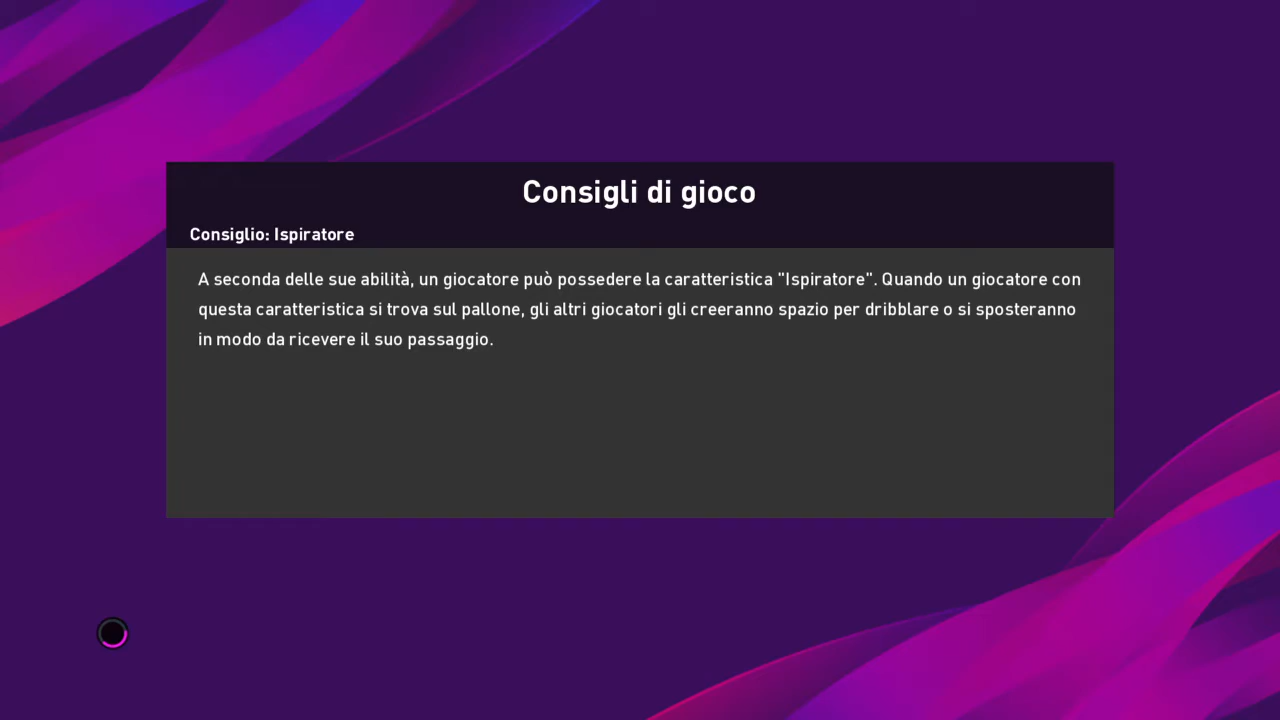 Consigli di gioco
Consiglio: Ispiratore
A seconda delle sue abilità, un giocatore può possedere la caratteristica "Ispiratore". Quando un giocatore con
questa caratteristica si trova sul pallone, gli altri giocatori gli creeranno spazio per dribblare o si sposteranno
in modo da ricevere il suo passaggio.